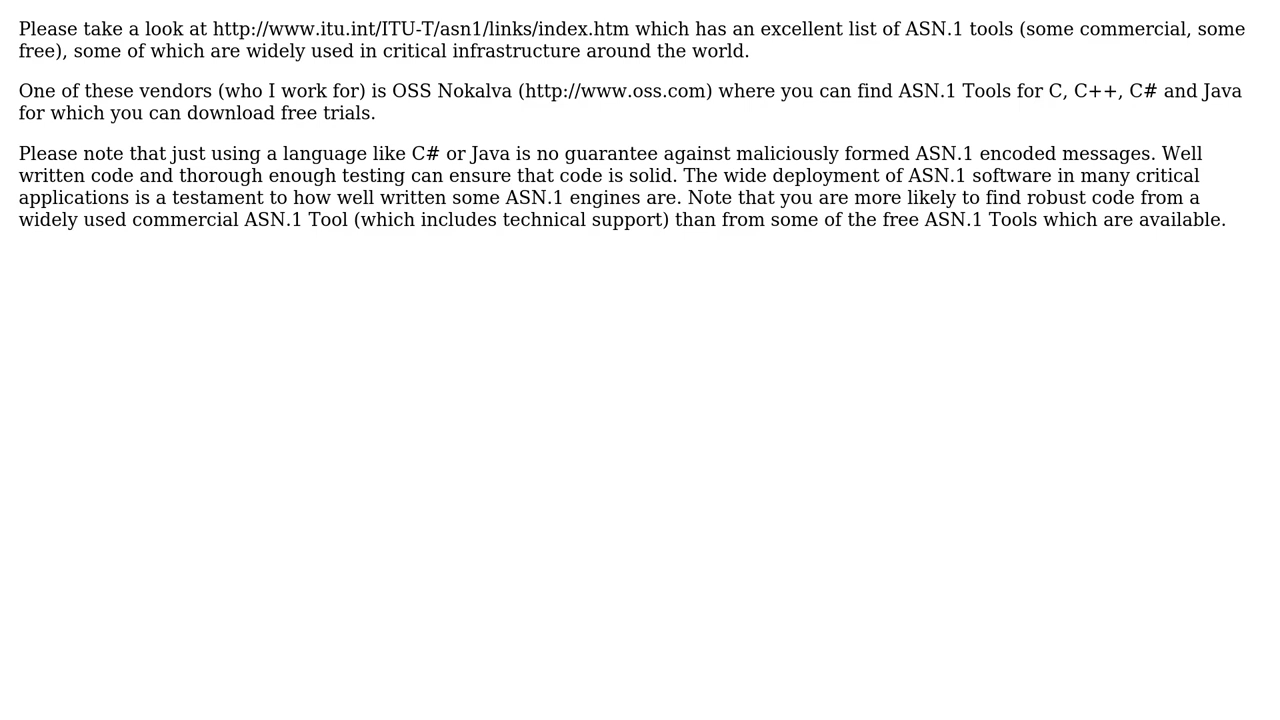 Please take a look at http://www.itu.int/ITU-T/asn1/links/index.htm which has an excellent list of ASN.1 tools (some commercial, some
free), some of which are widely used in critical infrastructure around the world.
One of these vendors (who I work for) is OSS Nokalva (http://www.oss.com) where you can find ASN.1 Tools for C, C++, C# and Java
for which you can download free trials.
Please note that just using a language like C# or Java is no guarantee against maliciously formed ASN.1 encoded messages. Well
written code and thorough enough testing can ensure that code is solid. The wide deployment of ASN.1 software in many critical
applications is a testament to how well written some ASN.1 engines are. Note that you are more likely to find robust code from a
widely used commercial ASN.1 Tool (which includes technical support) than from some of the free ASN.1 Tools which are available.